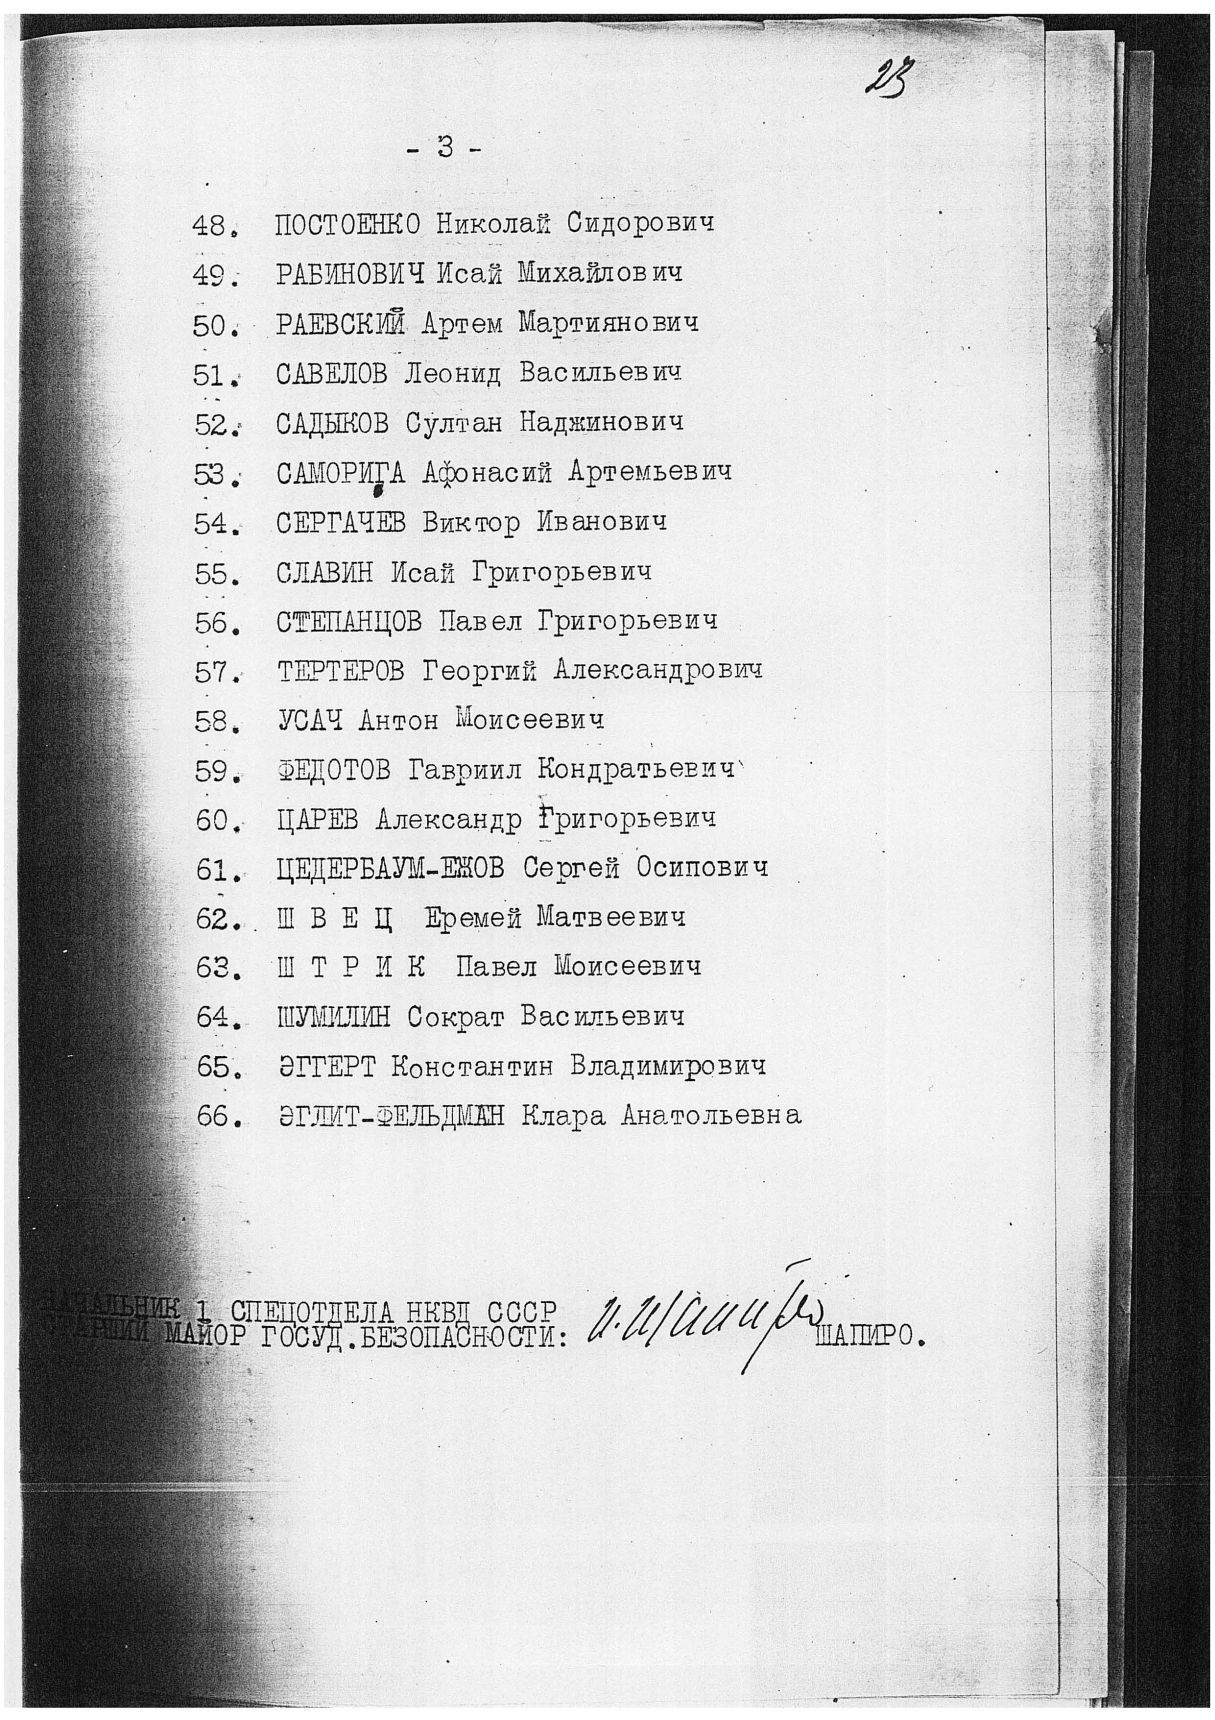 23
- 3 -
48. ПОСТОЕНКО Николай Сидорович
49. РАБИНОВИЧ Исай Михайлович
50. РАЕВСКИЙ Артем Мартиянович
51. САВЕЛОВ Леонид Васильевич
52. САДЫКОВ Султан Наджинович
53. САМОРИГА Афонасий Артемьевич
54. СЕРГАЧЕВ Виктор Иванович
55. СЛАВИН Исай Григорьевич
56. СТЕПАНЦОВ Павел Григорьевич
57. ТЕРТЕРОВ Георгий Александрович
58. УСАЧ Антон Моисеевич
59. ФЕДОТОВ Гавриил Кондратьевич
60. ЦАРЕВ Александр Григорьевич
61. ЦЕДЕРБАУМ-ЕЖОВ Сергей Осипович
62. Ш В Е Ц Еремей Матвеевич
63. Ш Т Р И К Павел Моисеевич
64. ШУМИЛИН Сократ Васильевич
65. ЭГГЕРТ Константин Владимирович
66. ЭГЛИТ-ФЕЛЬДМАН Клара Анатольевна
НАЧАЛЬНИК 1 СПЕЦОТДЕЛА НКВД СССР
СТАРШИЙ МАЙОР ГОСУД.БЕЗОПАСНОСТИ: И. Шапиро ШАПИРО.